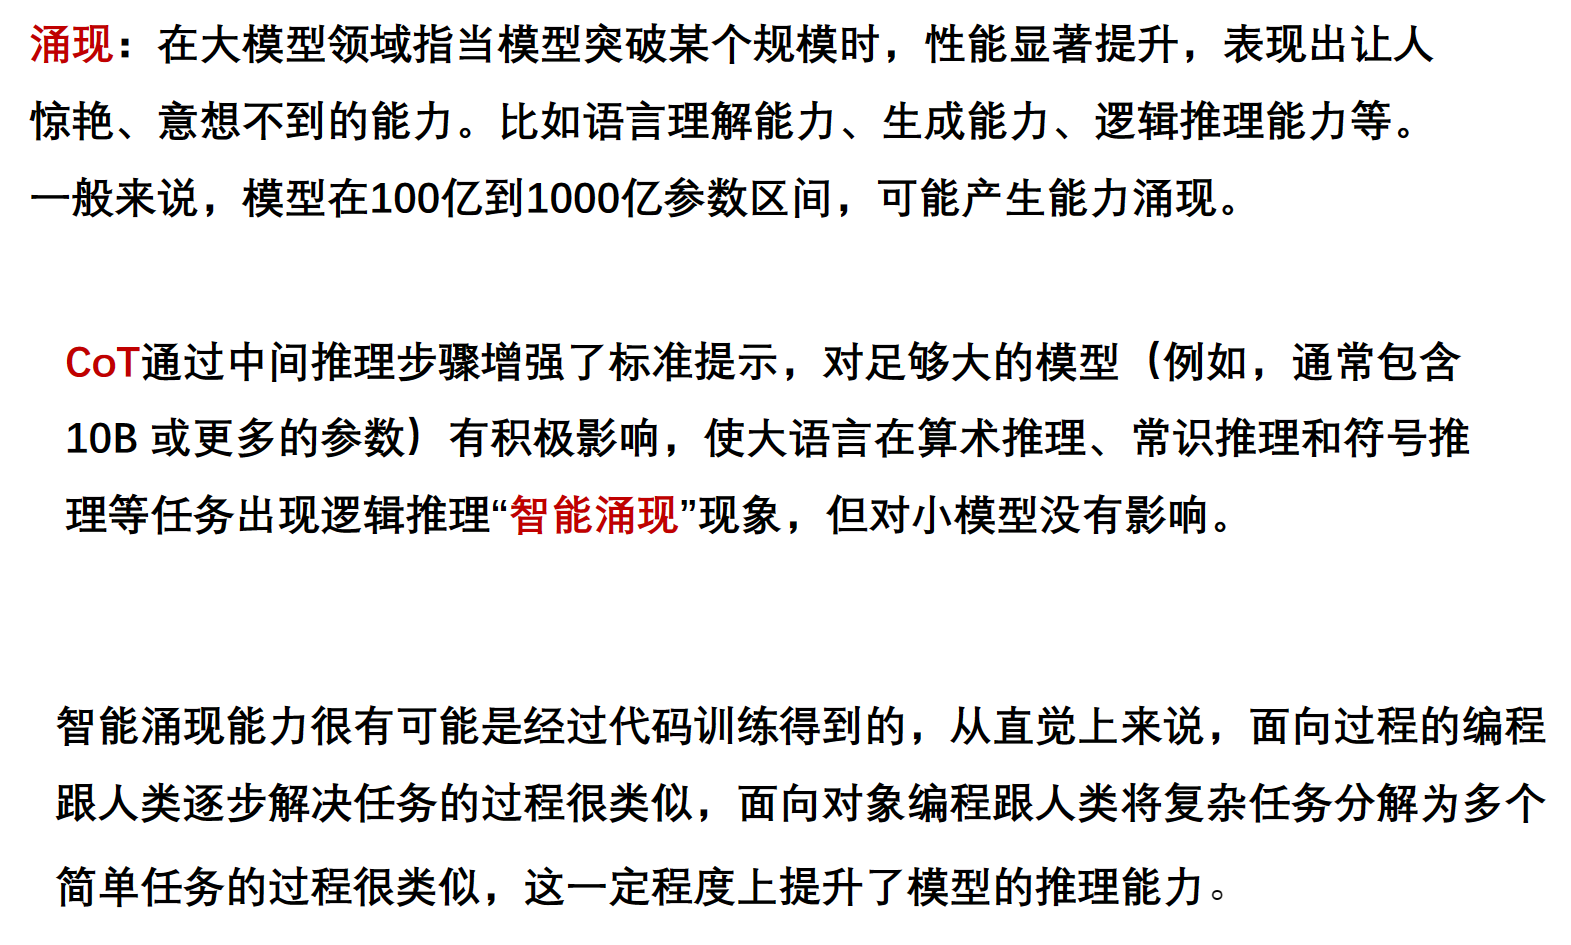 涌现：在大模型领域指当模型突破某个规模时，性能显著提升，表现出让人
惊艳、意想不到的能力。比如语言理解能力、生成能力、逻辑推理能力等。
一般来说，模型在100亿到1000亿参数区间，可能产生能力涌现。
CoT通过中间推理步骤增强了标准提示，对足够大的模型（例如，通常包含
10B 或更多的参数）有积极影响，使大语言在算术推理、常识推理和符号推
理等任务出现逻辑推理“智能涌现”现象，但对小模型没有影响。
智能涌现能力很有可能是经过代码训练得到的，从直觉上来说，面向过程的编程
跟人类逐步解决任务的过程很类似，面向对象编程跟人类将复杂任务分解为多个
简单任务的过程很类似，这一定程度上提升了模型的推理能力。